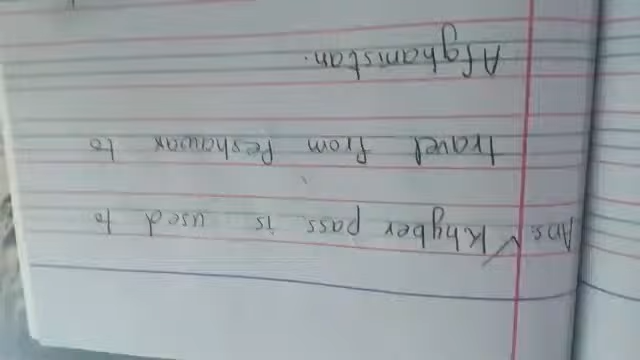 Ans. Khyber pass is used to
travel from Peshawar to
Afghanistan.